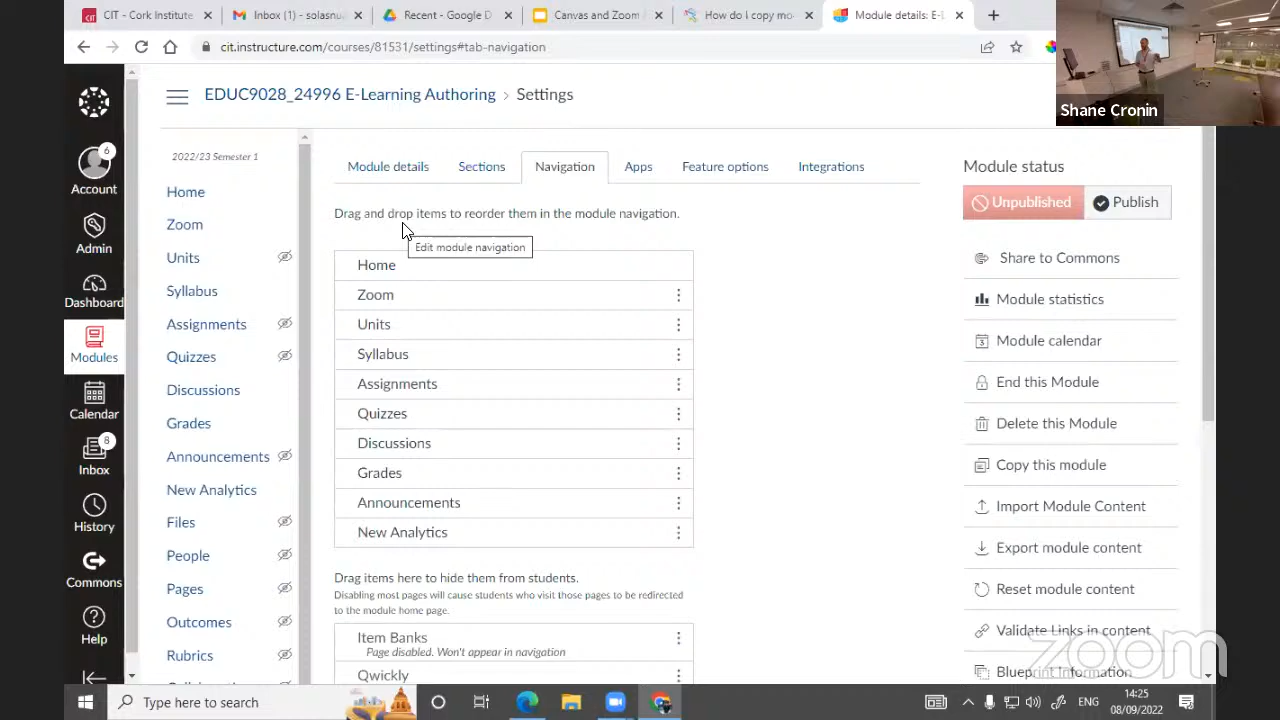 CIT - Cork Institute
Inbox (1) - solasnu
Recent - Google D
Canvas and Zoom
How do I copy mo
Module details: E-L
cit.instructure.com/courses/81531/settings#tab-navigation
Shane Cronin
EDUC9028_24996 E-Learning Authoring > Settings
6
Account
Admin
Dashboard
Modules
Calendar
8
Inbox
History
Commons
Help
2022/23 Semester 1
Home
Zoom
Units
Syllabus
Assignments
Quizzes
Discussions
Grades
Announcements
New Analytics
Files
People
Pages
Outcomes
Rubrics
Module details
Sections
Navigation
Apps
Feature options
Integrations
Drag and drop items to reorder them in the module navigation.
Edit module navigation
Home
Zoom
Units
Syllabus
Assignments
Quizzes
Discussions
Grades
Announcements
New Analytics
Drag items here to hide them from students.
Disabling most pages will cause students who visit those pages to be redirected
to the module home page.
Item Banks
Page disabled. Won't appear in navigation
Qwickly
Module status
Unpublished
Publish
Share to Commons
Module statistics
Module calendar
End this Module
Delete this Module
Copy this module
Import Module Content
Export module content
Reset module content
Validate Links in content
Blueprint Information
zoom
Type here to search
ENG
14:25
08/09/2022